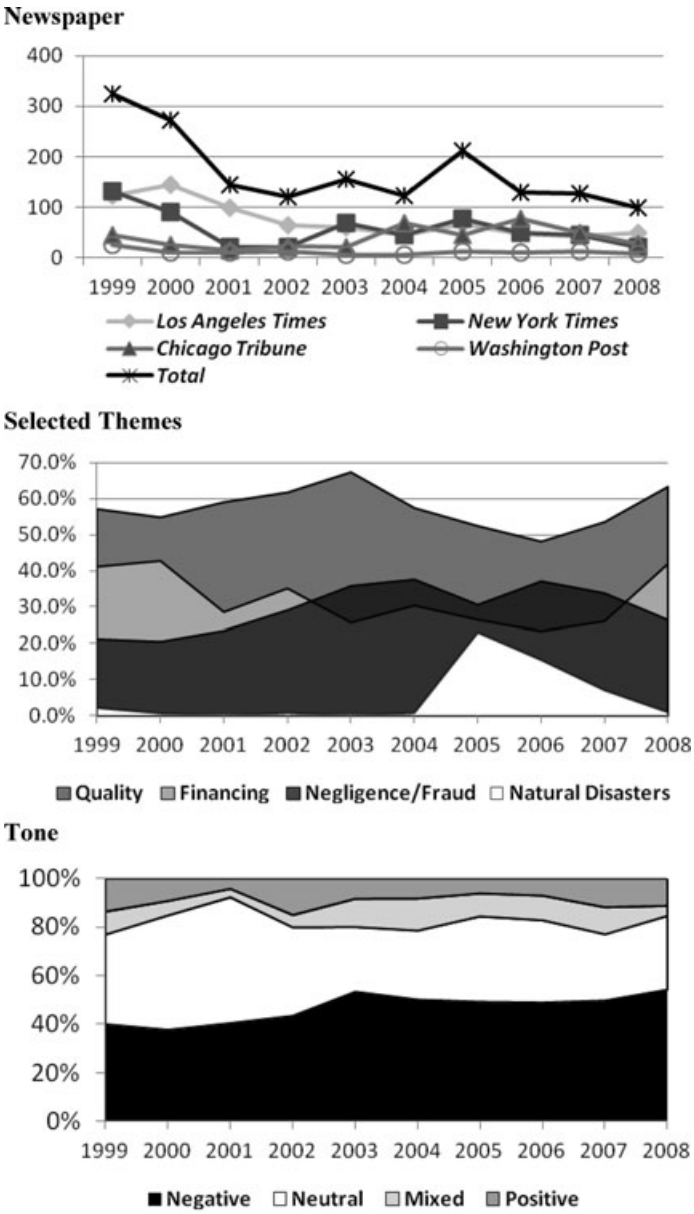 Newspaper
400
300
200
100
0
1999 2000 2001 2002 2003 2004 2005 2006 2007 2008
Los Angeles Times New York Times
Chicago Tribune Washington Post
Total
Selected Themes
70.0%
60.0%
50.0%
40.0%
30.0%
20.0%
10.0%
0.0%
1999 2000 2001 2002 2003 2004 2005 2006 2007 2008
Quality Financing Negligence/Fraud Natural Disasters
Tone
100%
80%
60%
40%
20%
0%
1999 2000 2001 2002 2003 2004 2005 2006 2007 2008
Negative Neutral Mixed Positive